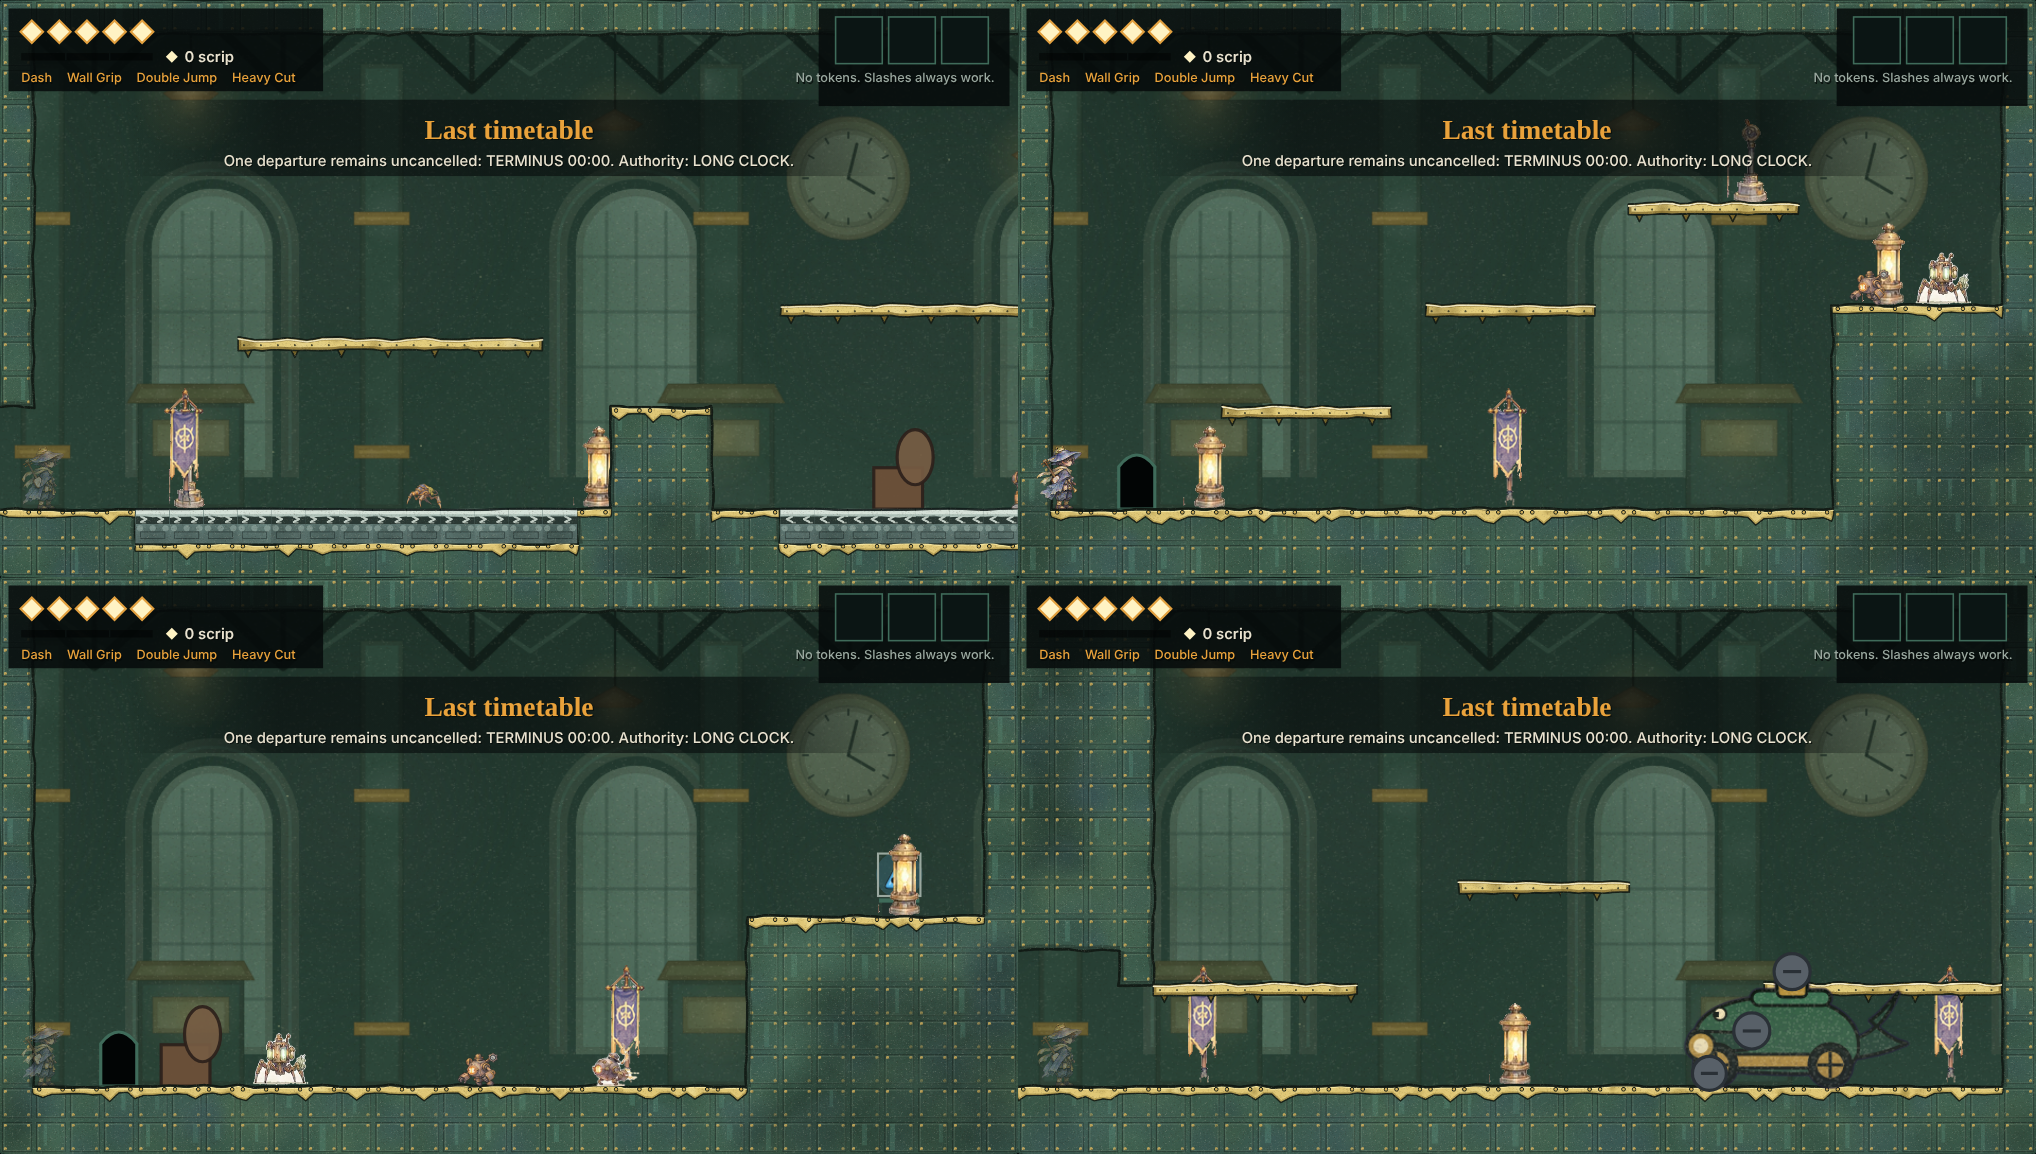 0 scrip
Dash Wall Grip Double Jump Heavy Cut
No tokens. Slashes always work.
Last timetable
One departure remains uncancelled: TERMINUS 00:00. Authority: LONG CLOCK.
0 scrip
Dash Wall Grip Double Jump Heavy Cut
No tokens. Slashes always work.
Last timetable
One departure remains uncancelled: TERMINUS 00:00. Authority: LONG CLOCK.
0 scrip
Dash Wall Grip Double Jump Heavy Cut
No tokens. Slashes always work.
Last timetable
One departure remains uncancelled: TERMINUS 00:00. Authority: LONG CLOCK.
0 scrip
Dash Wall Grip Double Jump Heavy Cut
No tokens. Slashes always work.
Last timetable
One departure remains uncancelled: TERMINUS 00:00. Authority: LONG CLOCK.